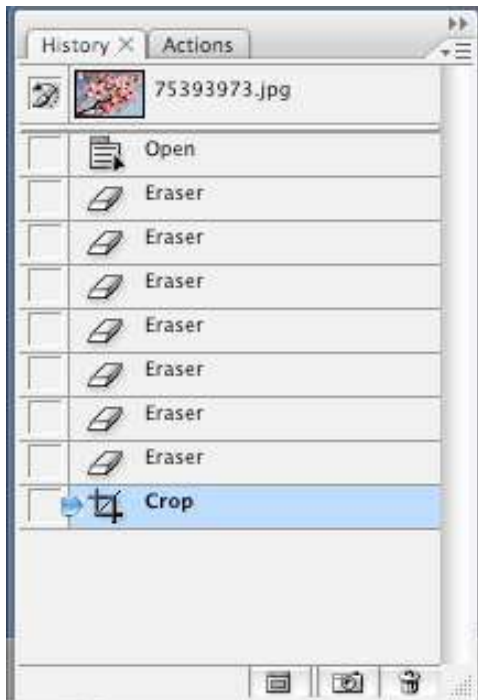 History × Actions
75393973.jpg
Open
Eraser
Eraser
Eraser
Eraser
Eraser
Eraser
Eraser
Crop